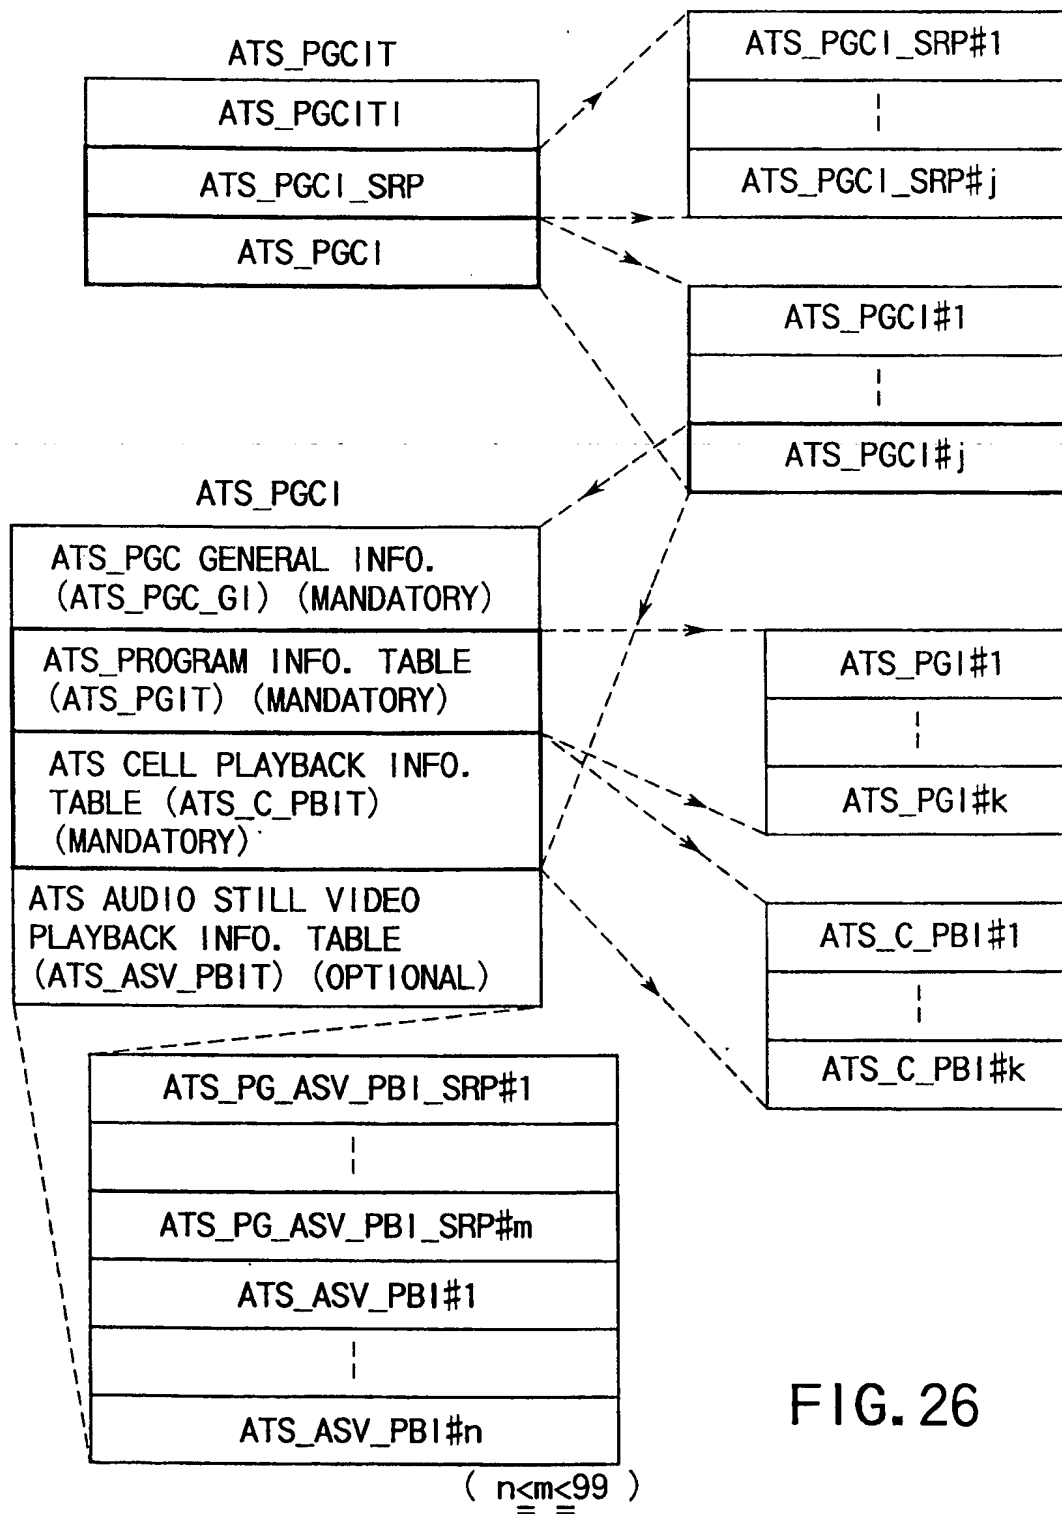 ATS_PGCIT
ATS_PGCITI
ATS_PGCI_SRP
ATS_PGCI
ATS_PGCI_SRP#1
ATS_PGCI_SRP#j
ATS_PGCI#1
ATS_PGCI#j
ATS_PGCI
ATS_PGC GENERAL INFO.
(ATS_PGC_GI) (MANDATORY)
ATS_PROGRAM INFO. TABLE
(ATS_PGIT) (MANDATORY)
ATS CELL PLAYBACK INFO.
TABLE (ATS_C_PBIT)
(MANDATORY)
ATS AUDIO STILL VIDEO
PLAYBACK INFO. TABLE
(ATS_ASV_PBIT) (OPTIONAL)
ATS_PGI#1
ATS_PGI#k
ATS_C_PBI#1
ATS_C_PBI#k
ATS_PG_ASV_PBI_SRP#1
ATS_PG_ASV_PBI_SRP#m
ATS_ASV_PBI#1
ATS_ASV_PBI#n
( n≦m≦99 )
FIG. 26